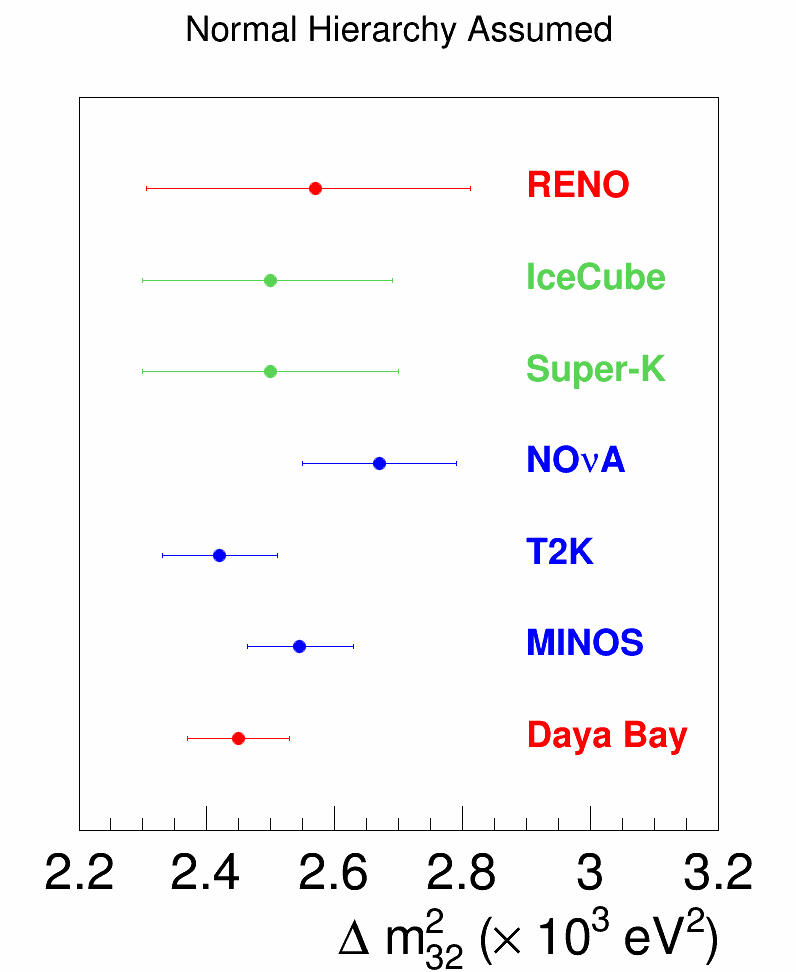 Normal Hierarchy Assumed
RENO
IceCube
Super-K
NOνA
T2K
MINOS
Daya Bay
2.2 2.4 2.6 2.8 3 3.2
Δ m²₃₂ (× 10³ eV²)